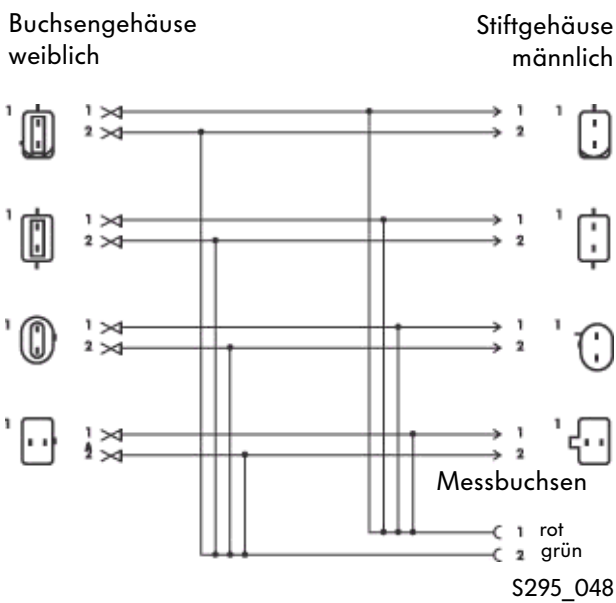 Buchsengehäuse
weiblich
Stiftgehäuse
männlich
1 1 1 1
2 2
1 1 1 1
2 2
1 1 1 1
2 2
1 1 1 1
2 2
Messbuchsen
1 rot
2 grün
S295_048